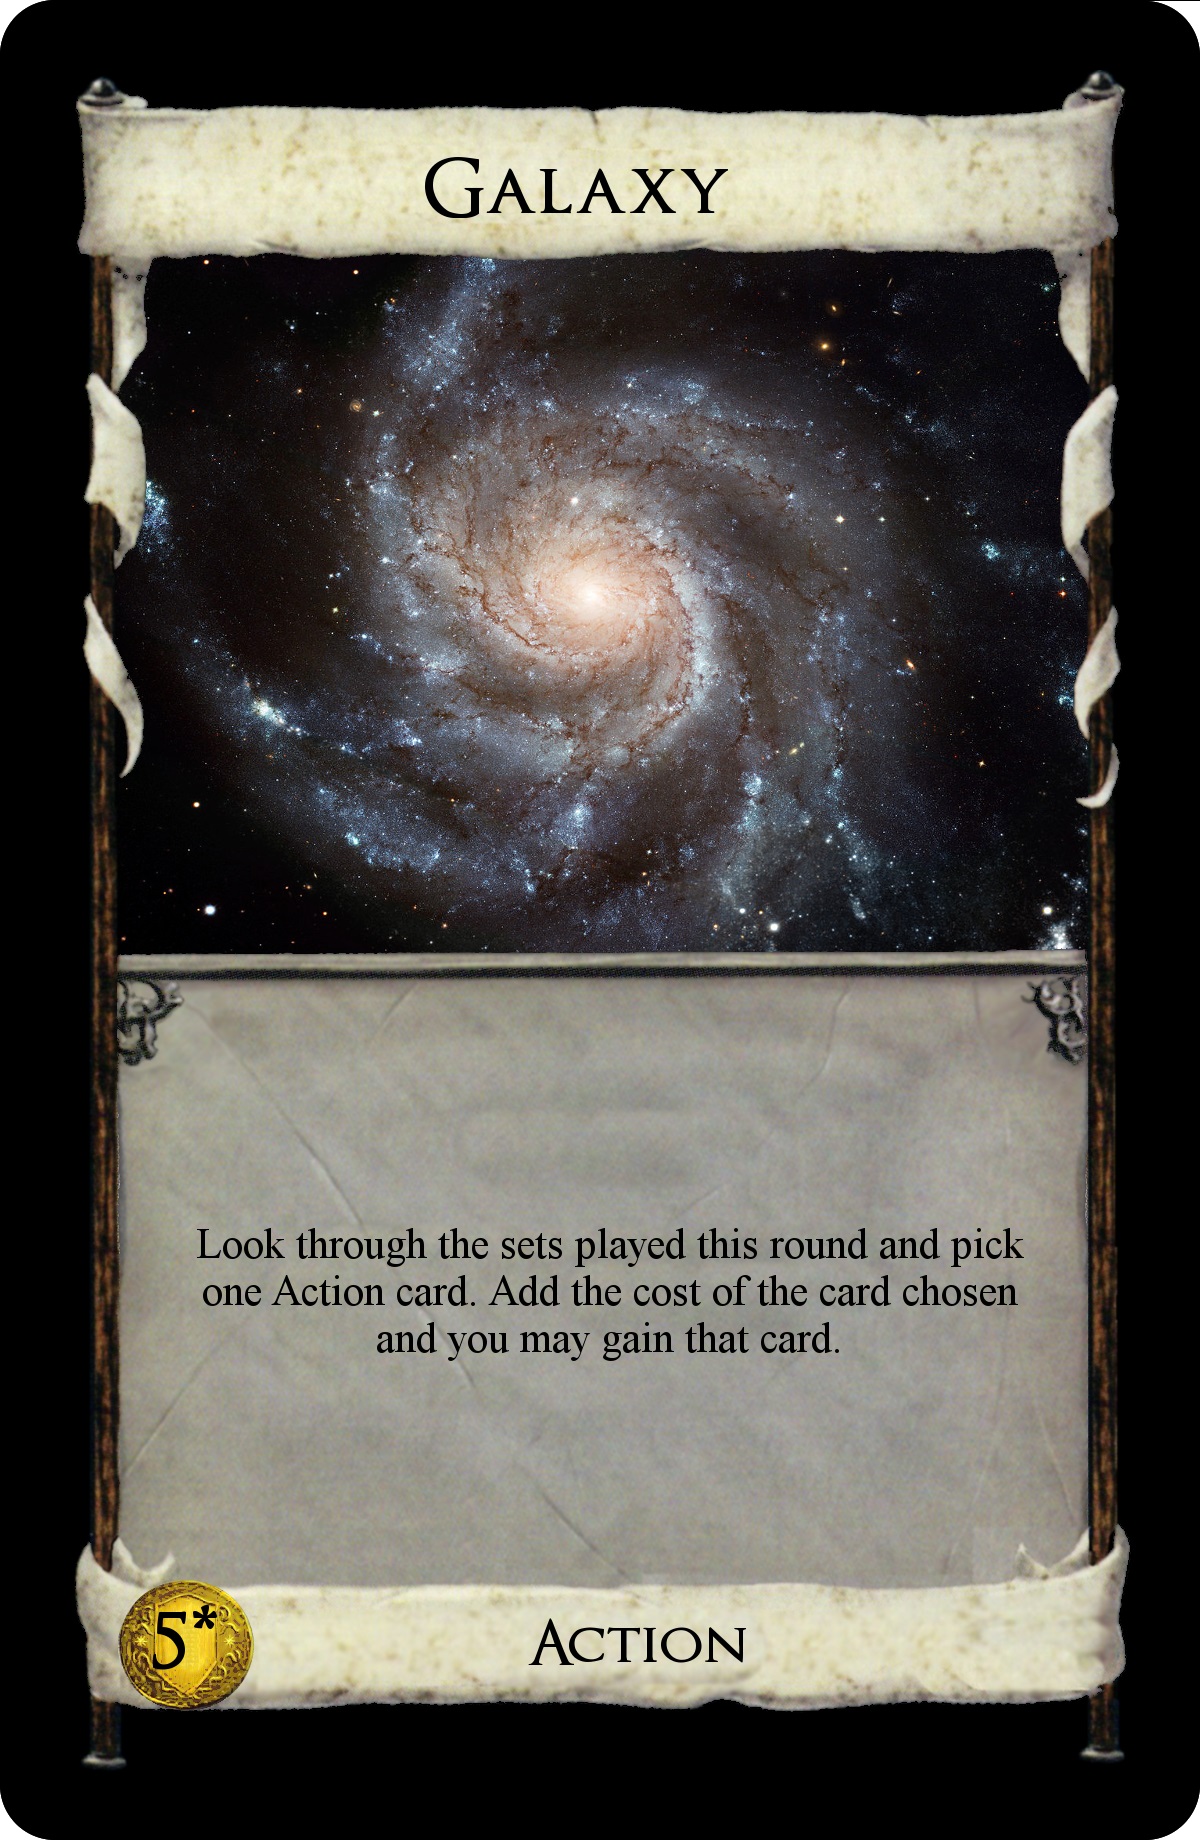 Galaxy
Look through the sets played this round and pick
one Action card. Add the cost of the card chosen
and you may gain that card.
5*
Action